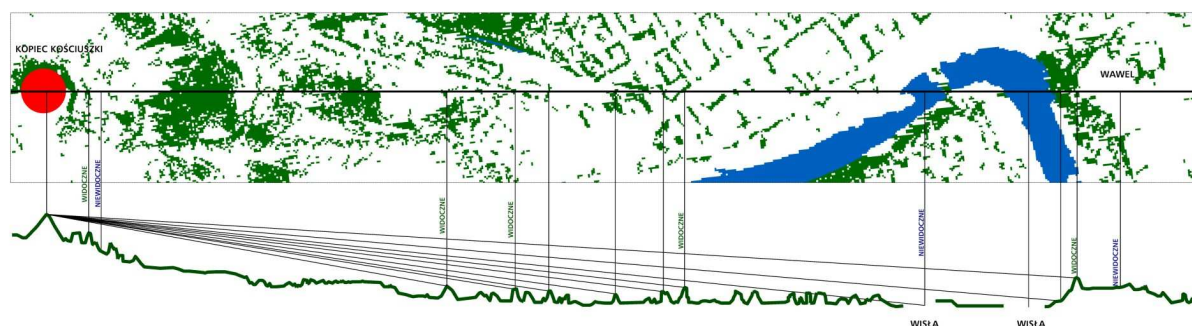 KOPIEC KOŚCIUSZKI
WAWEL
WIDOCZNE
NIEWIDOCZNE
WIDOCZNE
WIDOCZNE
WIDOCZNE
NIEWIDOCZNE
WIDOCZNE
NIEWIDOCZNE
WISŁA
WISŁA